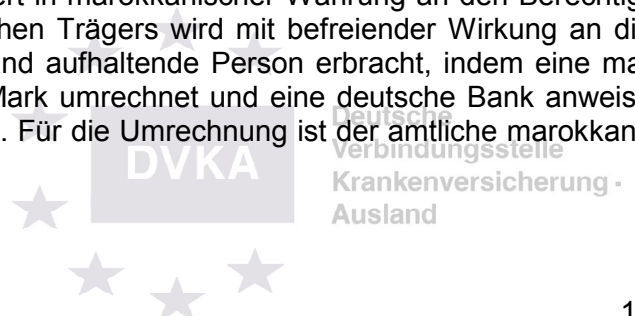 ert in marokkanischer Währung an den Berechtig
hen Trägers wird mit befreiender Wirkung an di
nd aufhaltende Person erbracht, indem eine ma
Mark umrechnet und eine deutsche Bank anweis
. Für die Umrechnung ist der amtliche marokkan
DVKA
Deutsche
Verbindungsstelle
Krankenversicherung -
Ausland
1